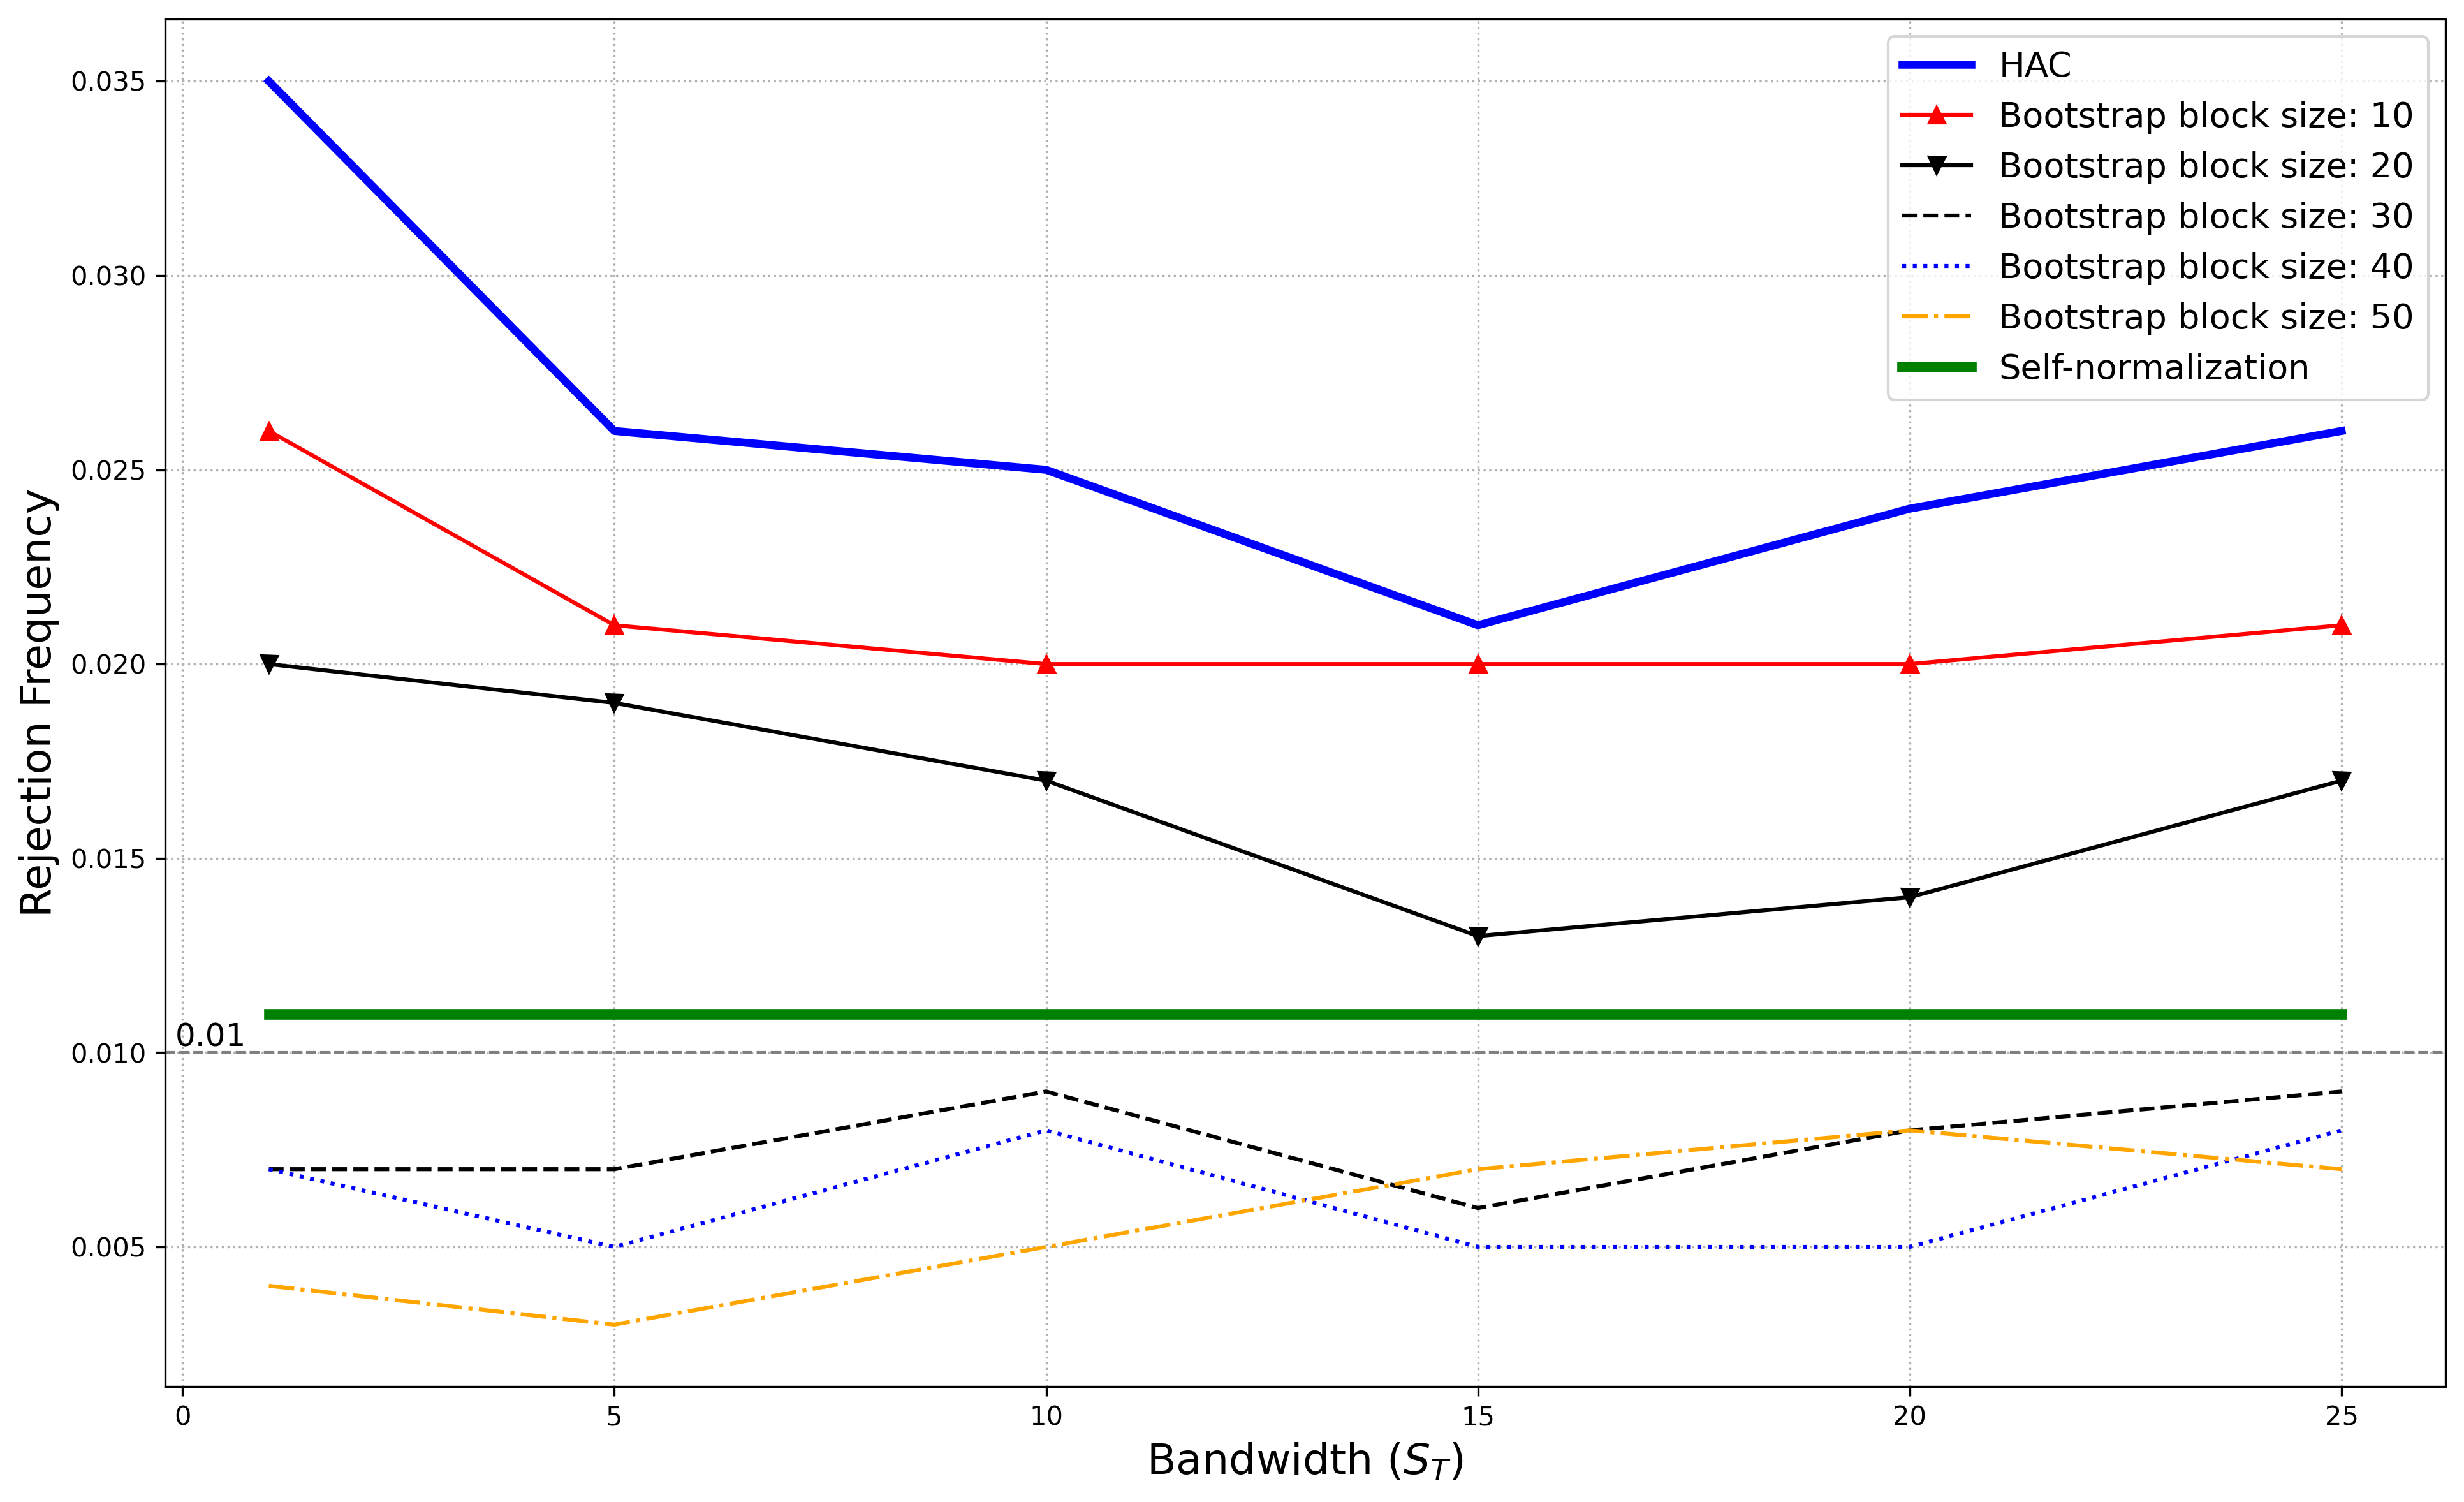 Rejection Frequency
0.035
0.030
0.025
0.020
0.015
0.010
0.005
0.01
HAC
Bootstrap block size: 10
Bootstrap block size: 20
Bootstrap block size: 30
Bootstrap block size: 40
Bootstrap block size: 50
Self-normalization
0 5 10 15 20 25
Bandwidth (S_T)